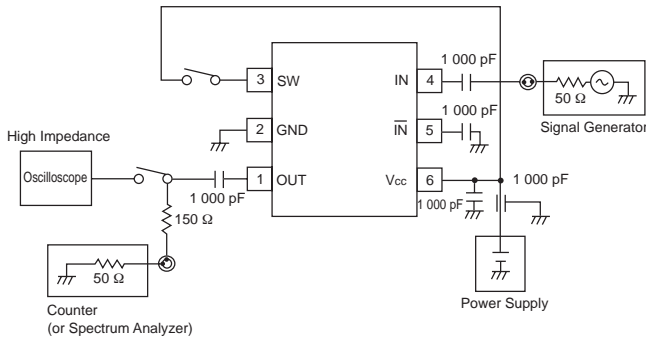 1 000 pF
3 SW
IN 4
50 Ω
Signal Generator
1 000 pF
High Impedance
2 GND
IN 5
Oscilloscope
1 OUT
Vcc 6
1 000 pF
1 000 pF
1 000 pF
150 Ω
50 Ω
Counter
(or Spectrum Analyzer)
Power Supply